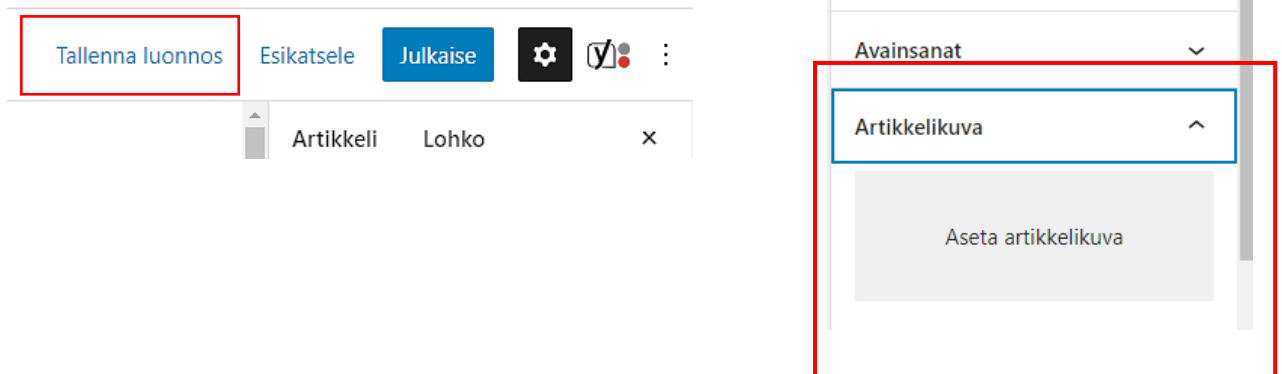 Tallenna luonnos Esikatsele Julkaise
Artikkeli Lohko
Avainsanat
Artikkelikuva
Aseta artikkelikuva